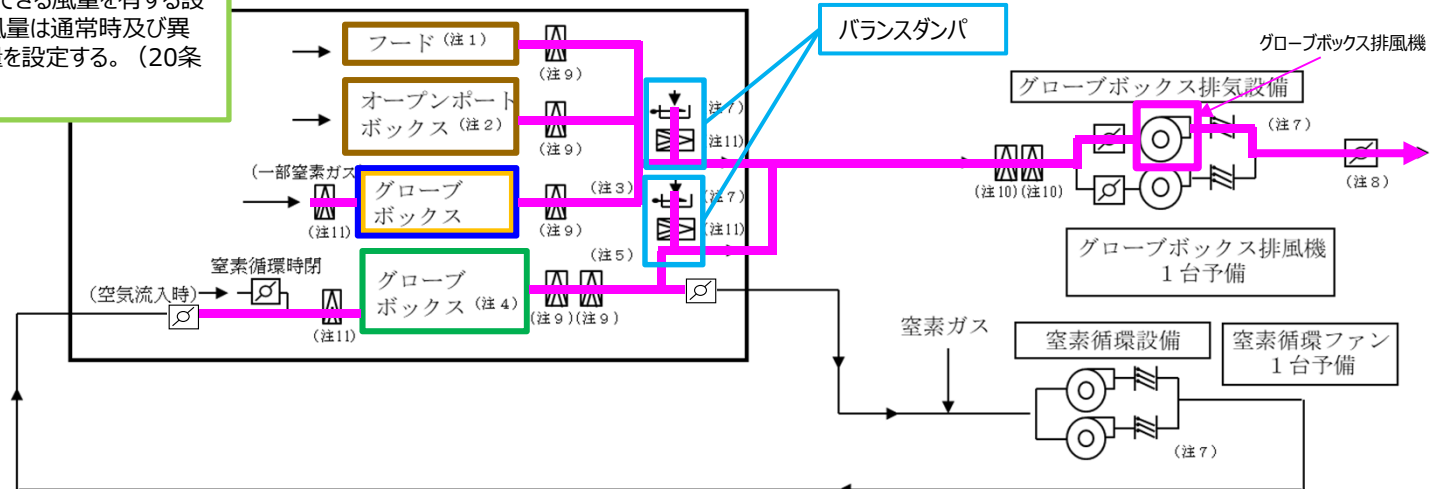 できる風量を有する設
風量は通常時及び異
量を設定する。（20条
フード（注１）
（注９）
バランスダンパ
グローブボックス排風機
オープンポート
ボックス（注２）
（注９）
（注７）
（注11）
グローブボックス排気設備
（注７）
（注８）
（注10）（注10）
（一部窒素ガス
グローブ
ボックス
（注11）
（注９）
（注３）
（注７）
（注11）
グローブボックス排風機
１台予備
（注５）
窒素循環時閉
（空気流入時）
グローブ
ボックス（注４）
（注11）
（注９）（注９）
窒素ガス
窒素循環設備
窒素循環ファン
１台予備
（注７）